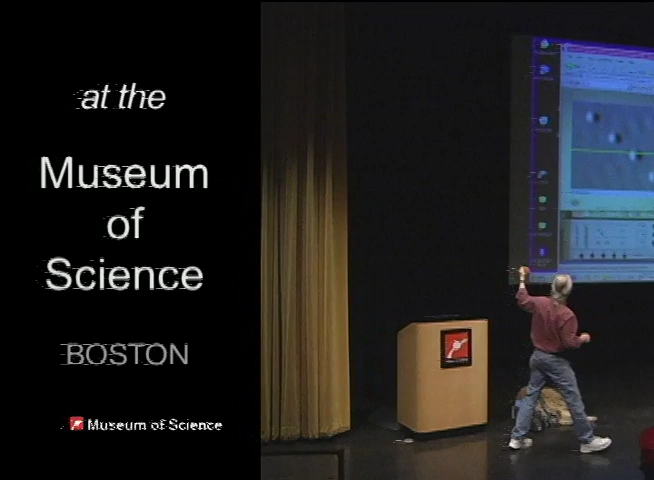 at the
Museum
of
Science
BOSTON
Museum of Science